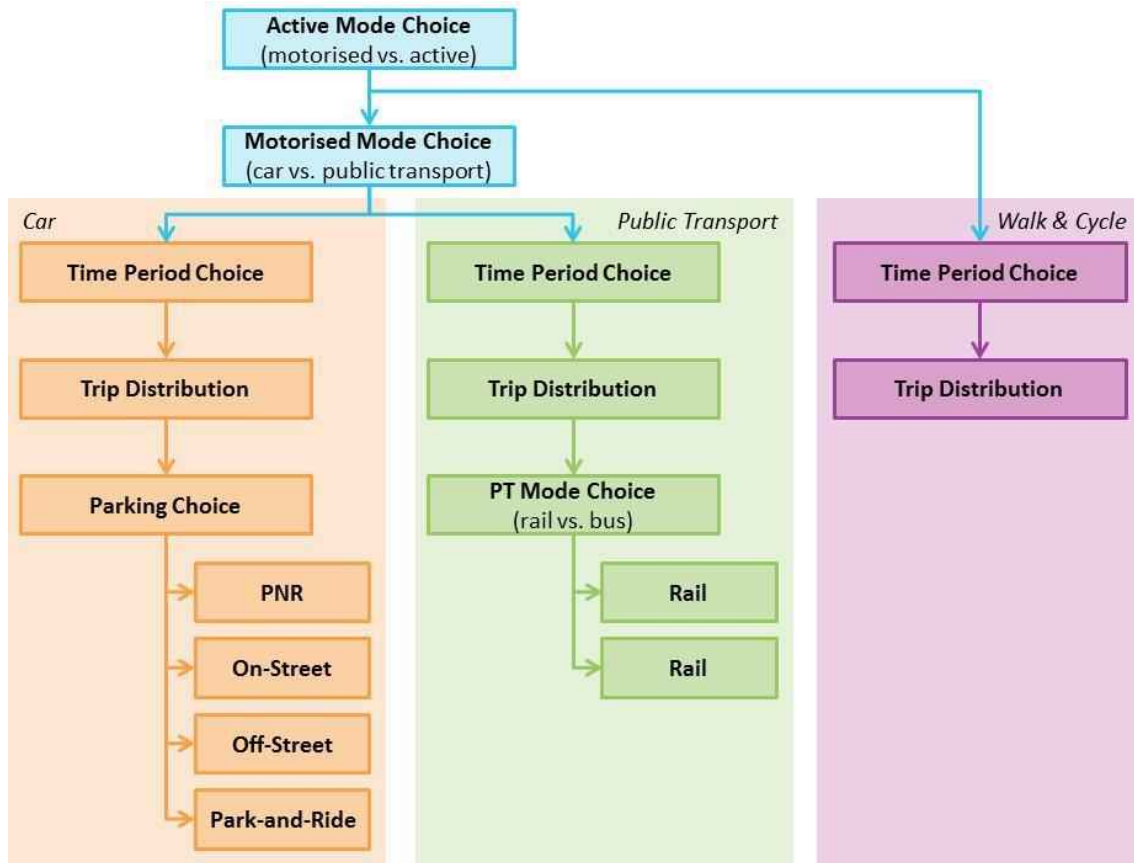 Active Mode Choice
(motorised vs. active)
Motorised Mode Choice
(car vs. public transport)
Car
Public Transport
Walk & Cycle
Time Period Choice
Time Period Choice
Time Period Choice
Trip Distribution
Trip Distribution
Trip Distribution
Parking Choice
PT Mode Choice
(rail vs. bus)
PNR
Rail
On-Street
Rail
Off-Street
Park-and-Ride